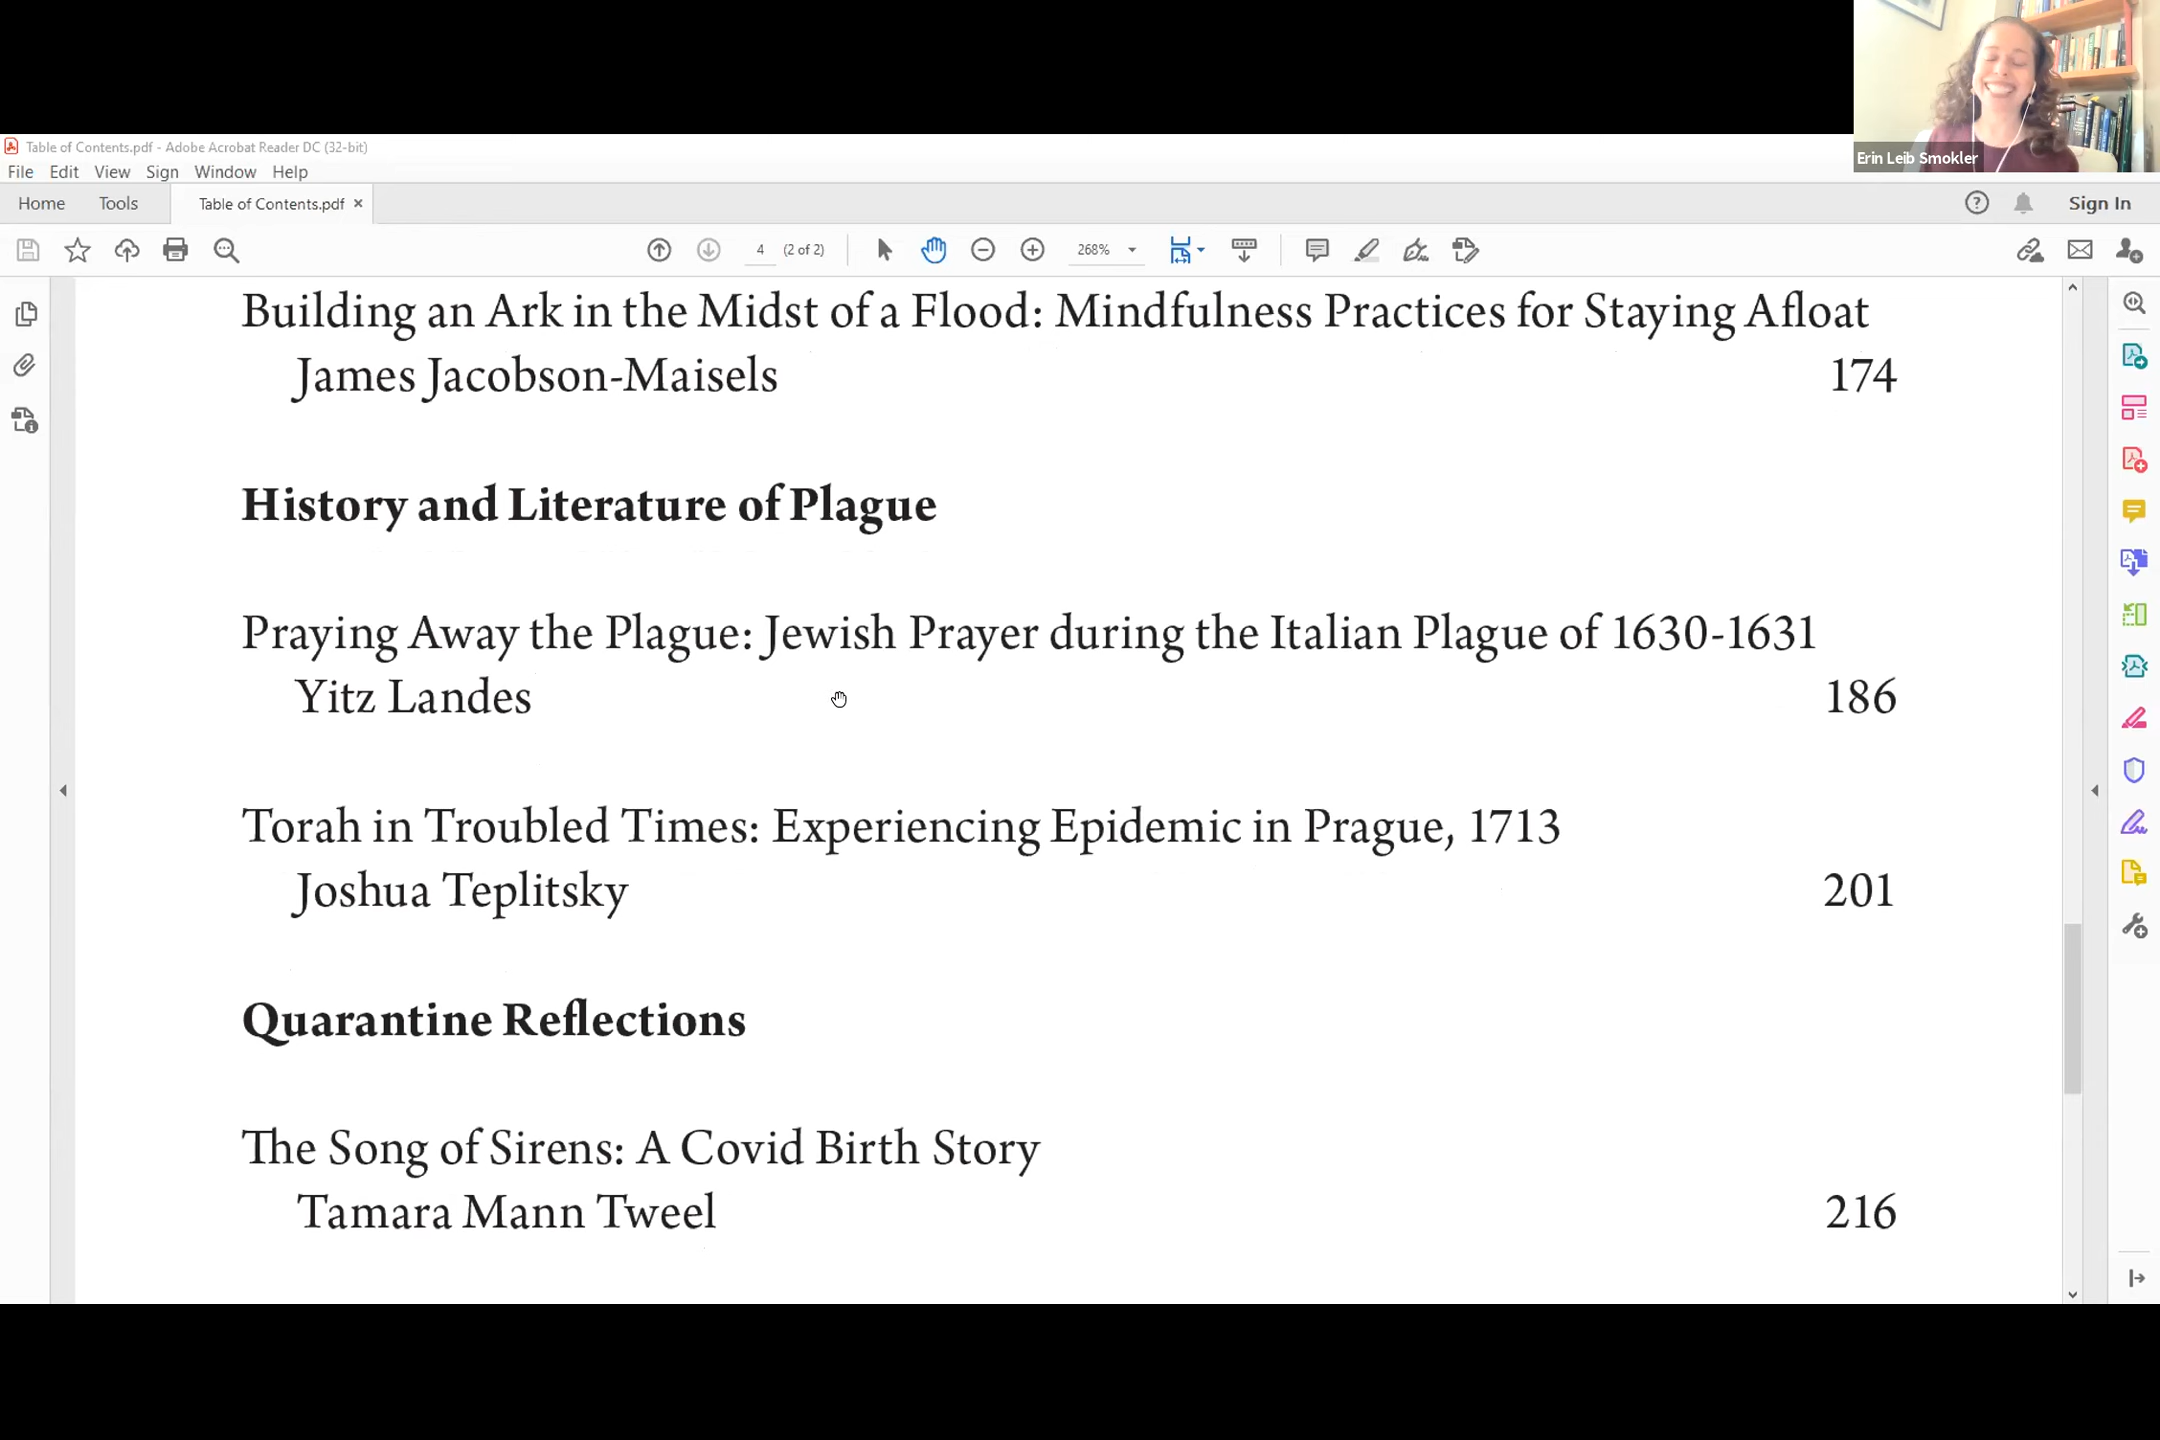 Erin Leib Smokler
Table of Contents.pdf - Adobe Acrobat Reader DC (32-bit)
File Edit View Sign Window Help
Home Tools Table of Contents.pdf × Sign In
4 (2 of 2) 268%
Building an Ark in the Midst of a Flood: Mindfulness Practices for Staying Afloat
James Jacobson-Maisels 174
History and Literature of Plague
Praying Away the Plague: Jewish Prayer during the Italian Plague of 1630-1631
Yitz Landes 186
Torah in Troubled Times: Experiencing Epidemic in Prague, 1713
Joshua Teplitsky 201
Quarantine Reflections
The Song of Sirens: A Covid Birth Story
Tamara Mann Tweel 216